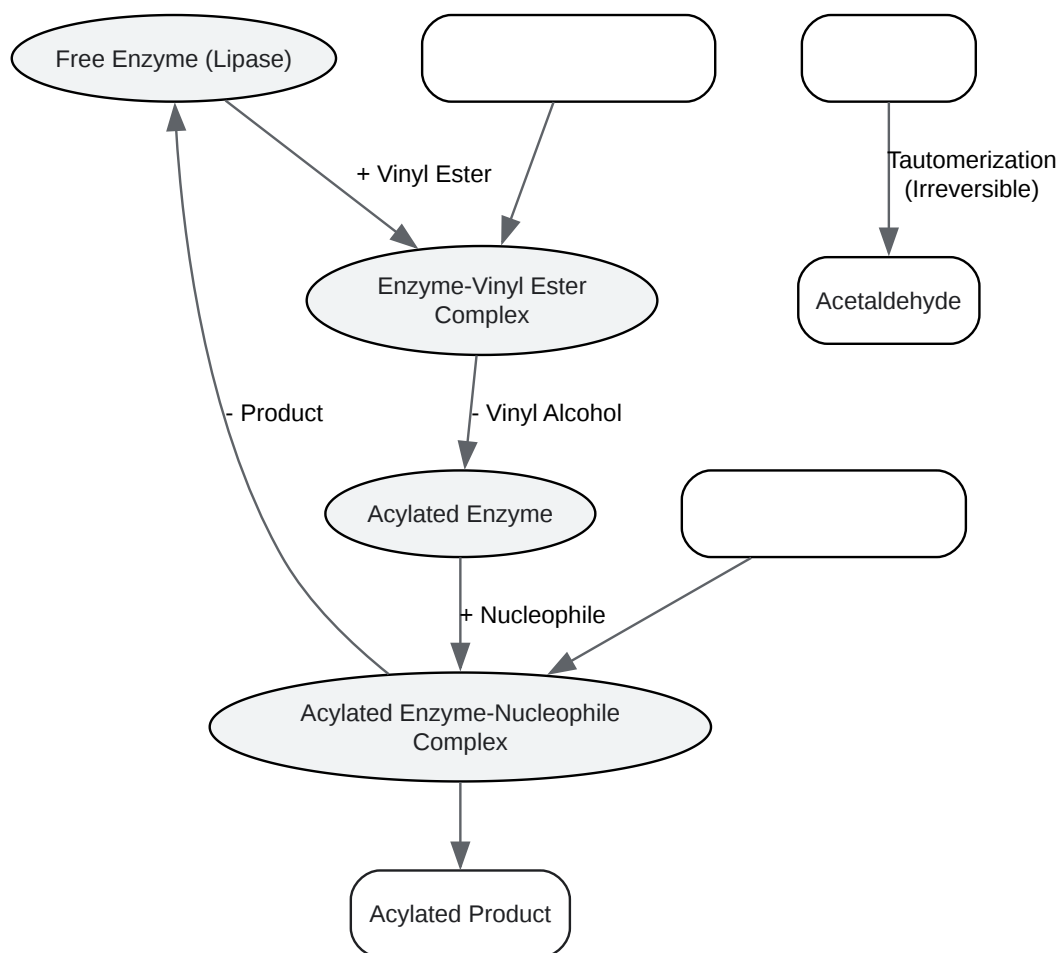 Free Enzyme (Lipase)
+ Vinyl Ester
Tautomerization
(Irreversible)
Enzyme-Vinyl Ester
Complex
Acetaldehyde
- Product
- Vinyl Alcohol
Acylated Enzyme
+ Nucleophile
Acylated Enzyme-Nucleophile
Complex
Acylated Product